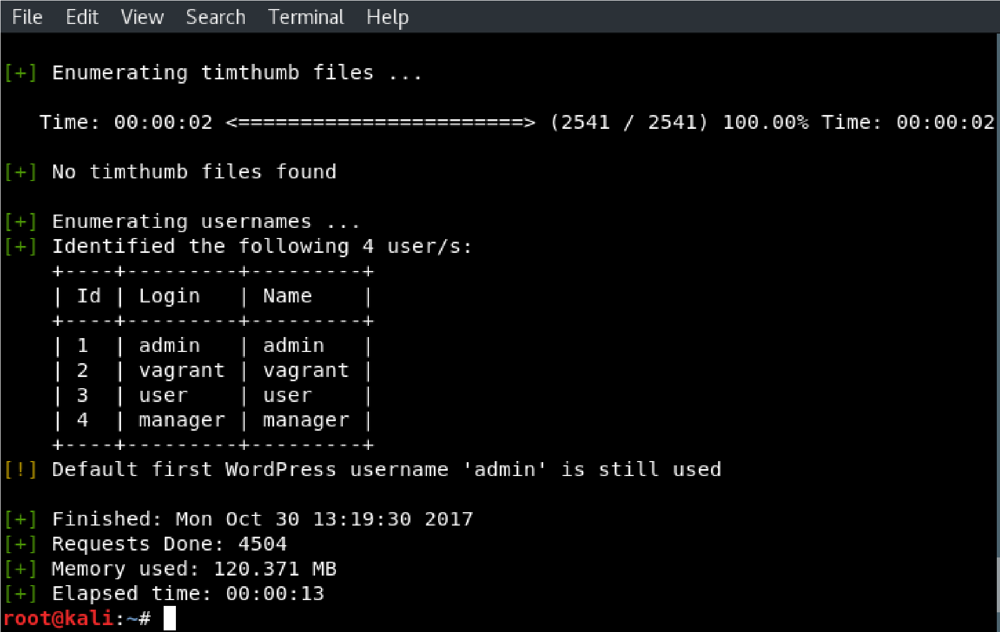 File Edit View Search Terminal Help
[+] Enumerating timthumb files ...
Time: 00:00:02 <=======================> (2541 / 2541) 100.00% Time: 00:00:02
[+] No timthumb files found
[+] Enumerating usernames ...
[+] Identified the following 4 user/s:
+----+---------+---------+
| Id | Login   | Name    |
+----+---------+---------+
| 1  | admin   | admin   |
| 2  | vagrant | vagrant |
| 3  | user    | user    |
| 4  | manager | manager |
+----+---------+---------+
[!] Default first WordPress username 'admin' is still used
[+] Finished: Mon Oct 30 13:19:30 2017
[+] Requests Done: 4504
[+] Memory used: 120.371 MB
[+] Elapsed time: 00:00:13
root@kali:~#